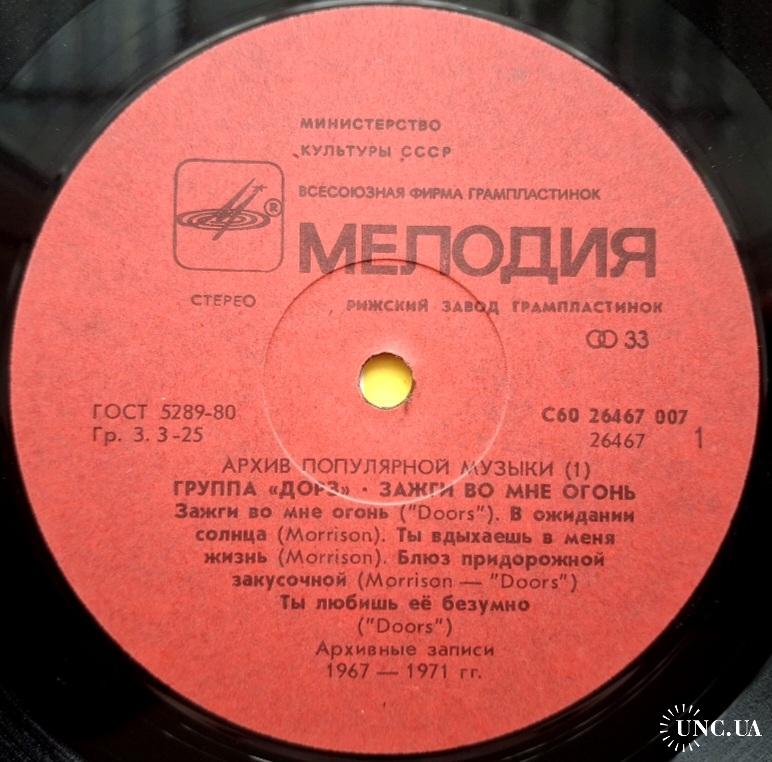 МИНИСТЕРСТВО
КУЛЬТУРЫ СССР
ВСЕСОЮЗНАЯ ФИРМА ГРАМПЛАСТИНОК
®
МЕЛОДИЯ
СТЕРЕО
РИЖСКИЙ ЗАВОД ГРАМПЛАСТИНОК
33
ГОСТ 5289-80
Гр. 3. 3-25
С60 26467 007
26467 1
АРХИВ ПОПУЛЯРНОЙ МУЗЫКИ (1)
ГРУППА «ДОРЗ» · ЗАЖГИ ВО МНЕ ОГОНЬ
Зажги во мне огонь ("Doors"). В ожидании
солнца (Morrison). Ты вдыхаешь в меня
жизнь (Morrison). Блюз придорожной
закусочной (Morrison — "Doors")
Ты любишь её безумно
("Doors")
Архивные записи
1967 — 1971 гг.
UNC.UA